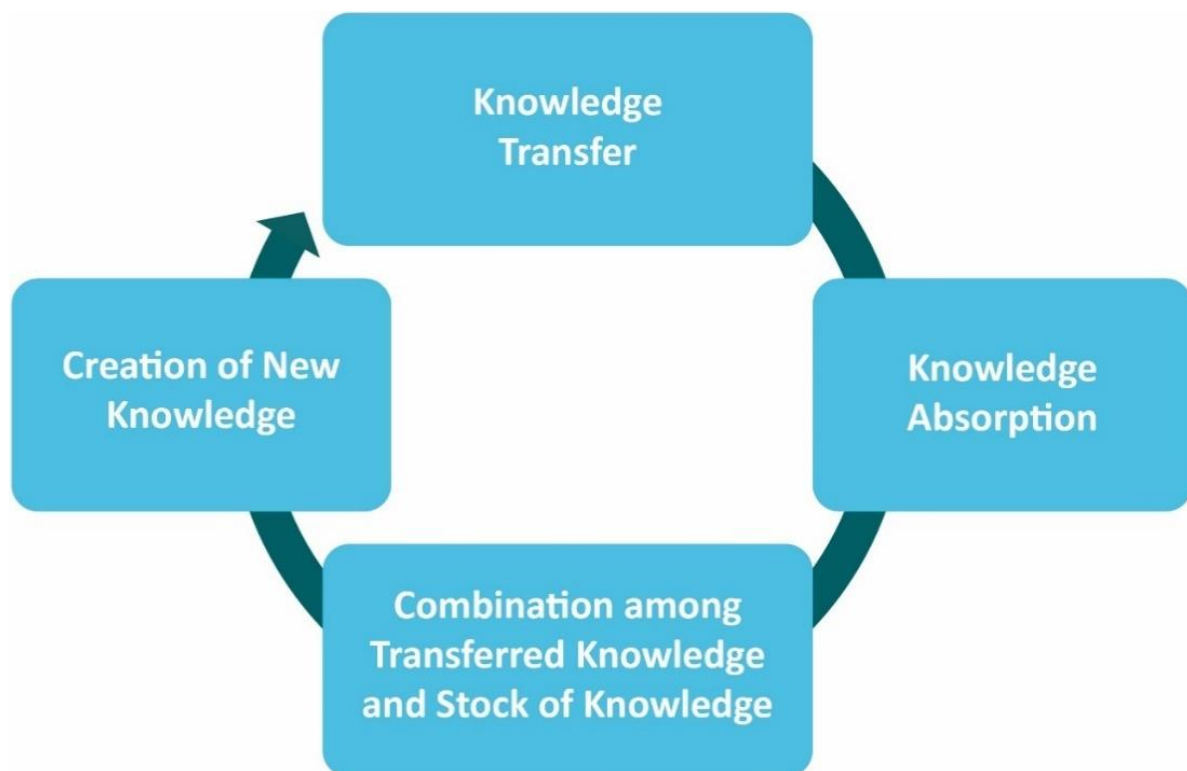 Knowledge
Transfer
Creation of New
Knowledge
Knowledge
Absorption
Combination among
Transferred Knowledge
and Stock of Knowledge